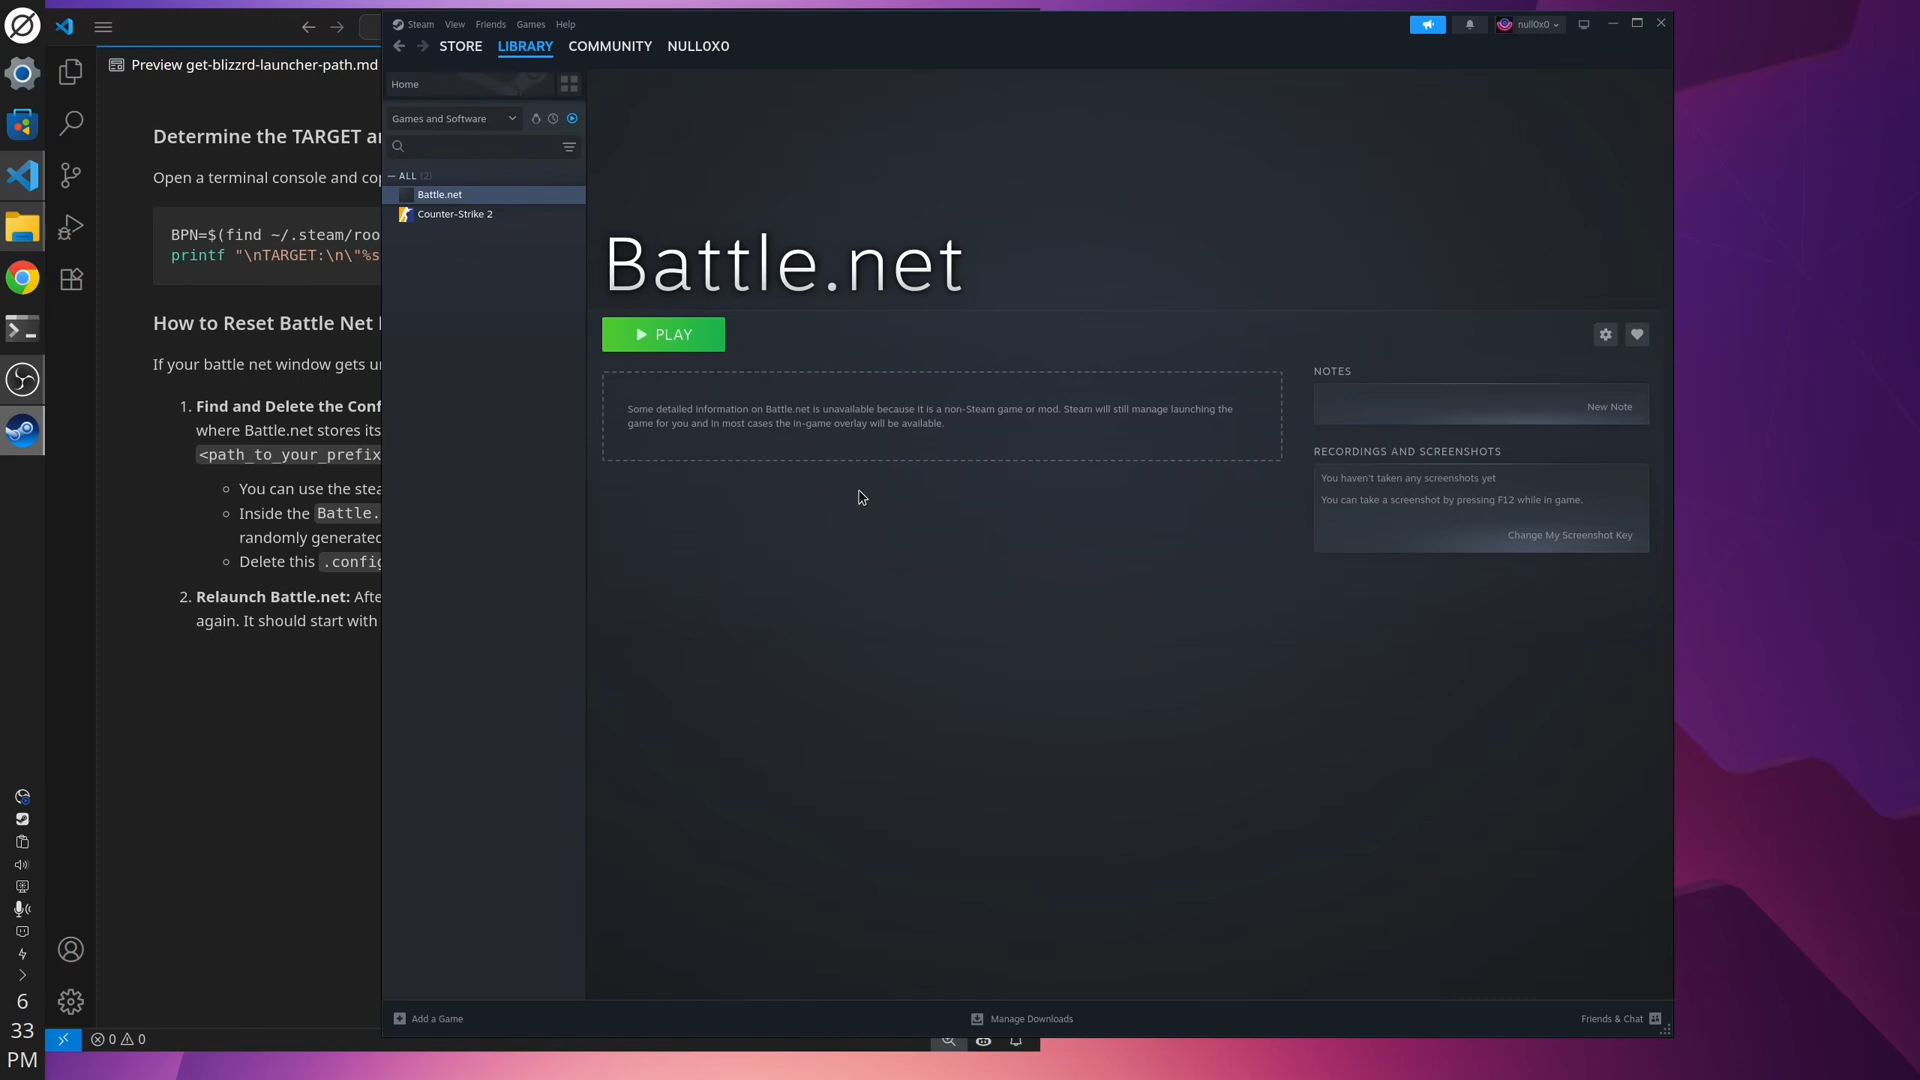 Preview get-blizzrd-launcher-path.md
Determine the TARGET a
Open a terminal console and co
BPN=$(find ~/.steam/roo
printf "\nTARGET:\n\"%s
How to Reset Battle Net
If your battle net window gets u
1. Find and Delete the Conf
where Battle.net stores its
<path_to_your_prefix
You can use the stea
Inside the Battle.
randomly generated
Delete this .config
2. Relaunch Battle.net: Afte
again. It should start with
0 0
6
33
PM
Steam View Friends Games Help
null0x0
STORE LIBRARY COMMUNITY NULL0X0
Home
Games and Software
ALL (2)
Battle.net
Counter-Strike 2
Battle.net
PLAY
Some detailed information on Battle.net is unavailable because it is a non-Steam game or mod. Steam will still manage launching the
game for you and in most cases the in-game overlay will be available.
NOTES
New Note
RECORDINGS AND SCREENSHOTS
You haven't taken any screenshots yet
You can take a screenshot by pressing F12 while in game.
Change My Screenshot Key
Add a Game
Manage Downloads
Friends & Chat